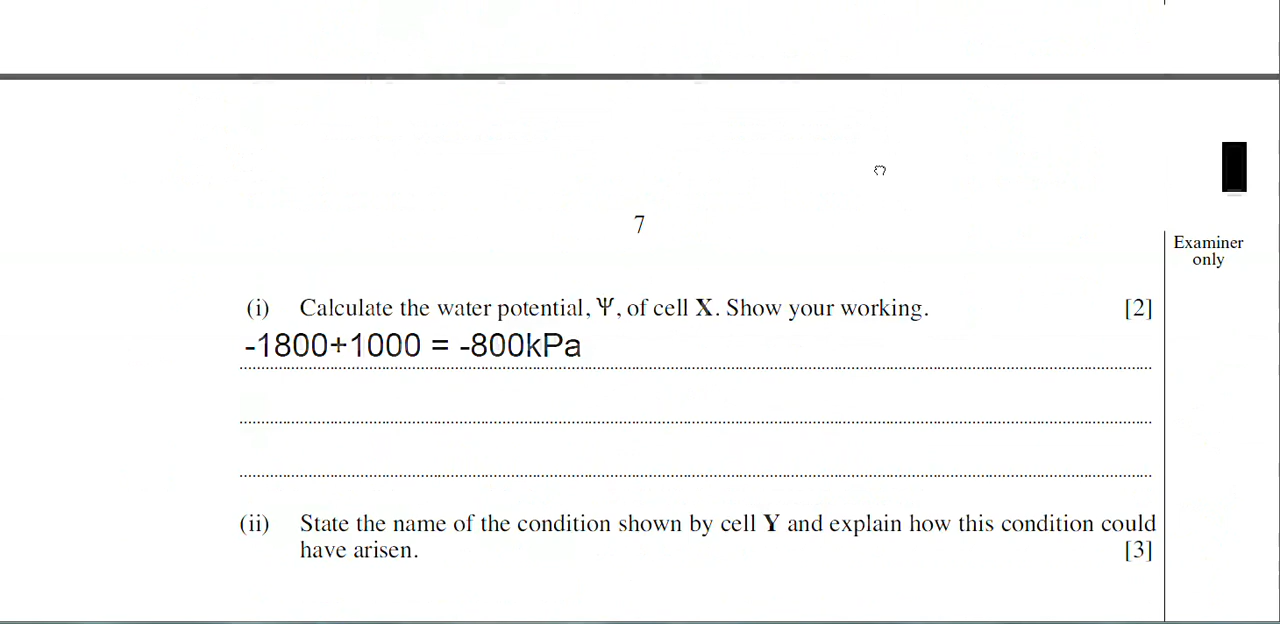 7
Examiner
only
(i) Calculate the water potential, Ψ, of cell X. Show your working. [2]
-1800+1000 = -800kPa
(ii) State the name of the condition shown by cell Y and explain how this condition could
have arisen. [3]